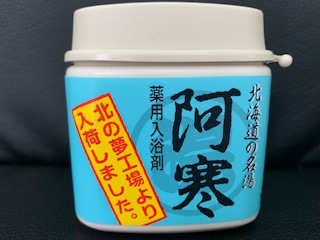 北海道の名湯
阿寒
薬用入浴剤
北の夢工場より
入荷しました。